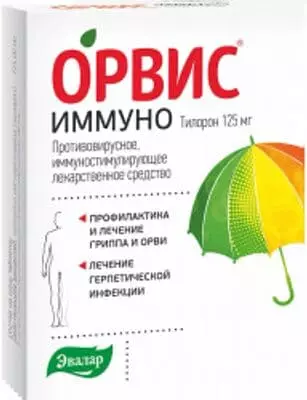 ОРВИС®
ИММУНО Тилорон 125 мг
Противовирусное,
иммуностимулирующее
лекарственное средство
ПРОФИЛАКТИКА
И ЛЕЧЕНИЕ
ГРИППА И ОРВИ
ЛЕЧЕНИЕ
ГЕРПЕТИЧЕСКОЙ
ИНФЕКЦИИ
Эвалар